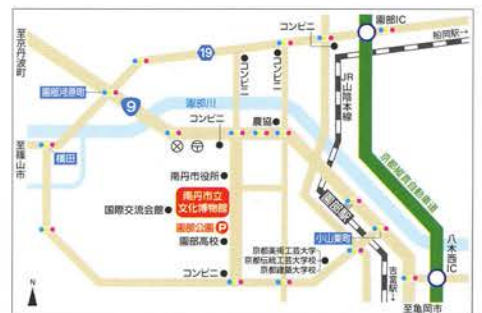 コンビニ
園部IC
船岡駅→
至京丹波町
19
コンビニ
コンビニ
JR山陰本線
園部河原町
9
園部川
コンビニ
農協
京都縦貫自動車道
横田
至篠山市
南丹市役所
南丹市立
文化博物館
国際交流会館
園部公園 P
園部高校
園部駅
小山東町
京都美術工芸大学
京都伝統工芸大学校
京都建築大学校
コンビニ
吉富駅→
八木西IC
至亀岡市
N